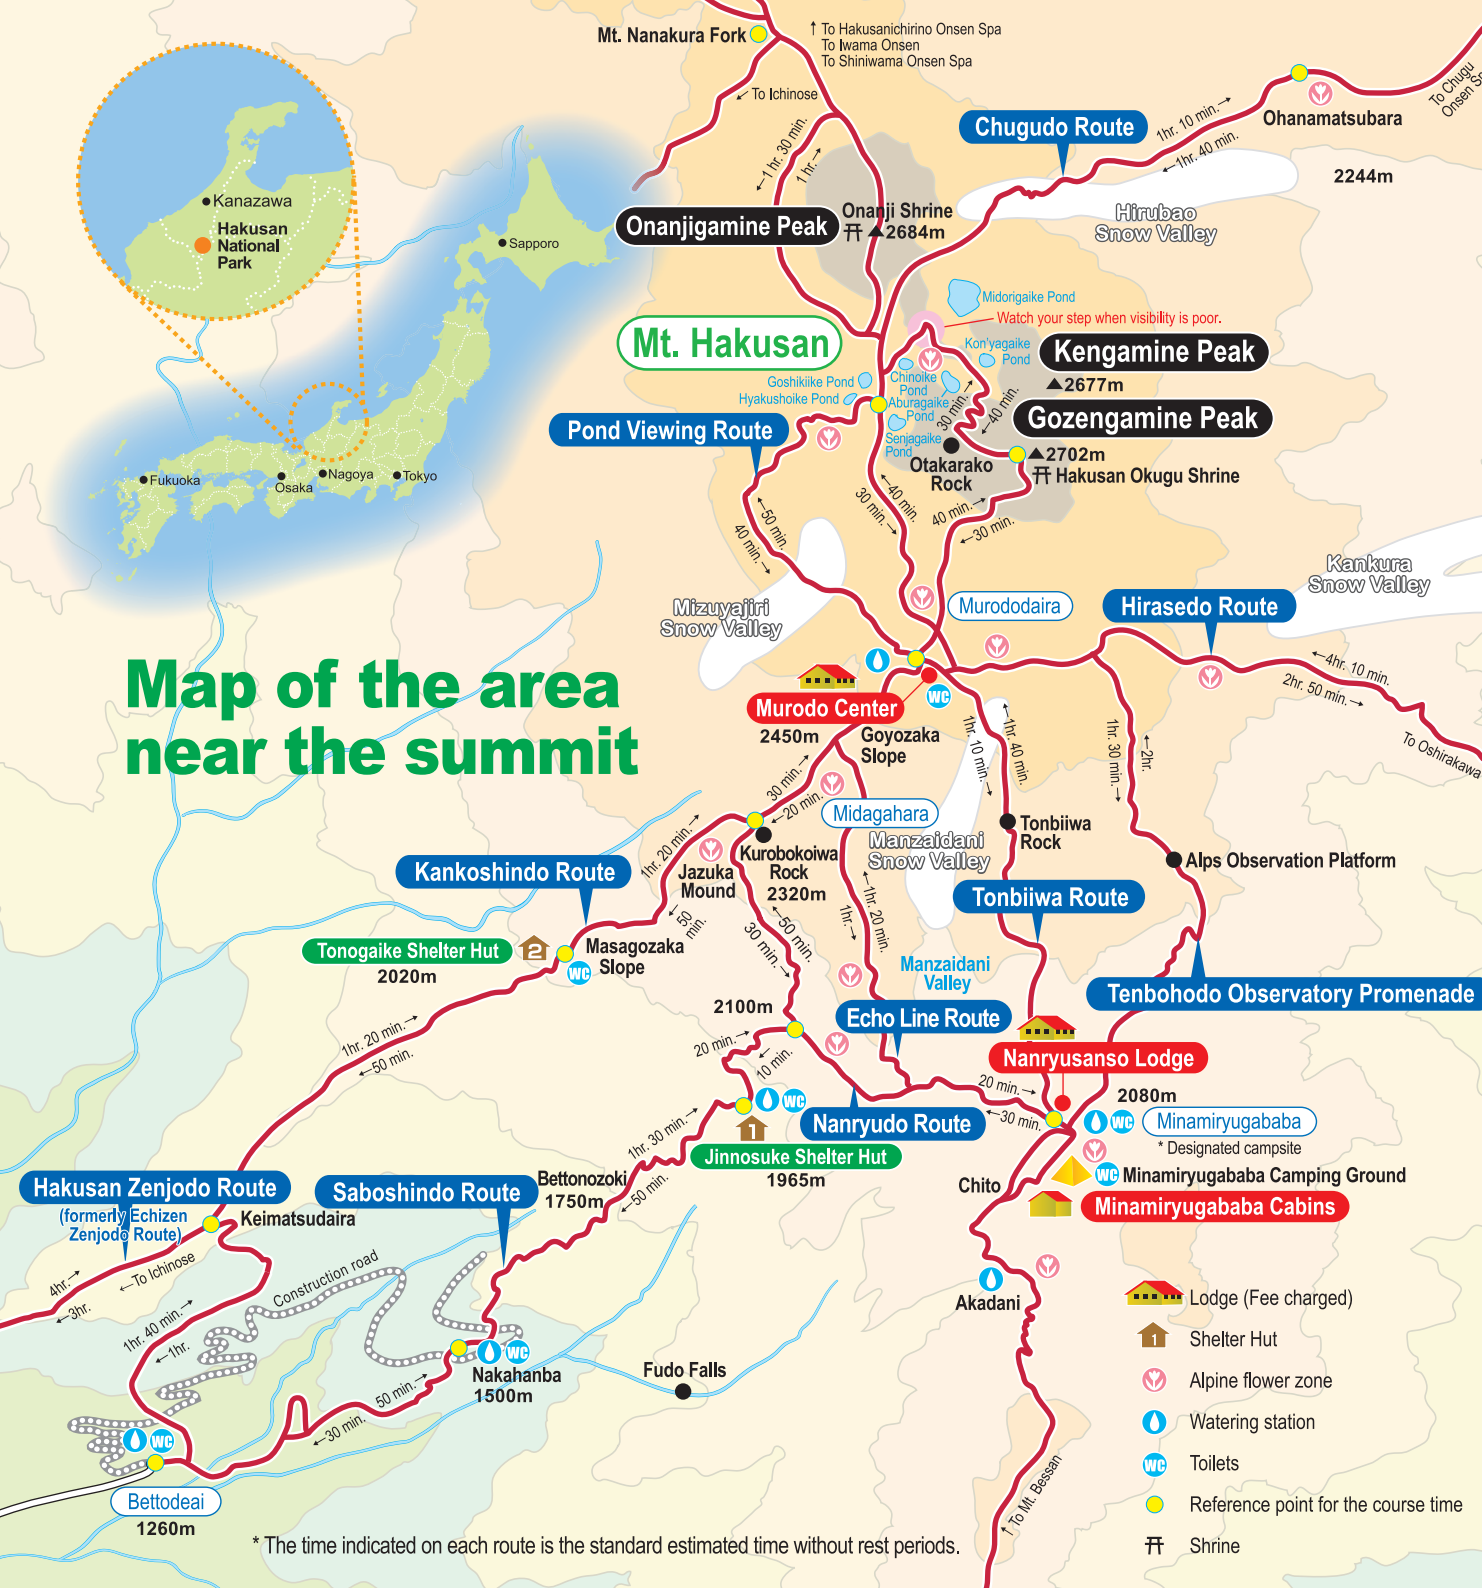 Mt. Nanakura Fork
↑ To Hakusanichirino Onsen Spa
To Iwama Onsen
To Shiniwama Onsen Spa
← To Ichinose
To Chugu
Onsen
Ohanamatsubara
1hr. 10 min.→
←1hr. 40 min.
2244m
Chugudo Route
Hirubao
Snow Valley
←1 hr. 30 min.
1 hr.→
Onanjigamine Peak
Onanji Shrine
▲2684m
Kanazawa
Hakusan
National
Park
Sapporo
Fukuoka
Osaka
Nagoya
Tokyo
Midorigaike Pond
Watch your step when visibility is poor.
Mt. Hakusan
Kon'yagaike
Pond
Kengamine Peak
▲2677m
Goshikiike Pond
Hyakushoike Pond
Chinoike
Pond
Aburagaike
Pond
Senjagaike
Pond
30 min.→
←40 min.
Gozengamine Peak
▲2702m
Hakusan Okugu Shrine
Pond Viewing Route
Otakarako
Rock
←40 min.
30 min.→
40 min.→
←30 min.
←50 min.
40 min.→
Kankura
Snow Valley
Mizuyajiri
Snow Valley
Murododaira
Hirasedo Route
Map of the area
near the summit
←4hr. 10 min.
2hr. 50 min.→
To Oshirakawa
Murodo Center
2450m
WC
Goyozaka
Slope
1hr. 10 min.→
←1hr. 40 min.
1hr. 30 min.→
←2hr.
30 min.→
←20 min.
Midagahara
Manzaidani
Snow Valley
Tonbiiwa
Rock
Alps Observation Platform
1hr. 20 min.→
←50 min.
Kurobokoiwa
Rock
2320m
Jazuka
Mound
Kankoshindo Route
Tonbiiwa Route
←1hr. 20 min.
1hr.→
←50 min.
30 min.→
Tonogaike Shelter Hut
2020m
2
WC
Masagozaka
Slope
Manzaidani
Valley
Tenbohodo Observatory Promenade
2100m
Echo Line Route
1hr. 20 min.→
←50 min.
20 min.→
←10 min.
Nanryusanso Lodge
20 min.→
←30 min.
2080m
WC
Minamiryugababa
* Designated campsite
WC
1
Nanryudo Route
Jinnosuke Shelter Hut
1965m
1hr. 30 min.→
←50 min.
Bettonozoki
1750m
Chito
WC
Minamiryugababa Camping Ground
Minamiryugababa Cabins
Hakusan Zenjodo Route
(formerly Echizen
Zenjodo Route)
Saboshindo Route
Keimatsudaira
←To Ichinose
4hr.→
←3hr.
Construction road
1hr. 40 min.→
←1hr.
Akadani
WC
Nakahanba
1500m
Fudo Falls
50 min.→
←30 min.
WC
Bettodeai
1260m
↑ To Mt. Bessan
Lodge (Fee charged)
1
Shelter Hut
Alpine flower zone
Watering station
WC
Toilets
Reference point for the course time
Shrine
* The time indicated on each route is the standard estimated time without rest periods.